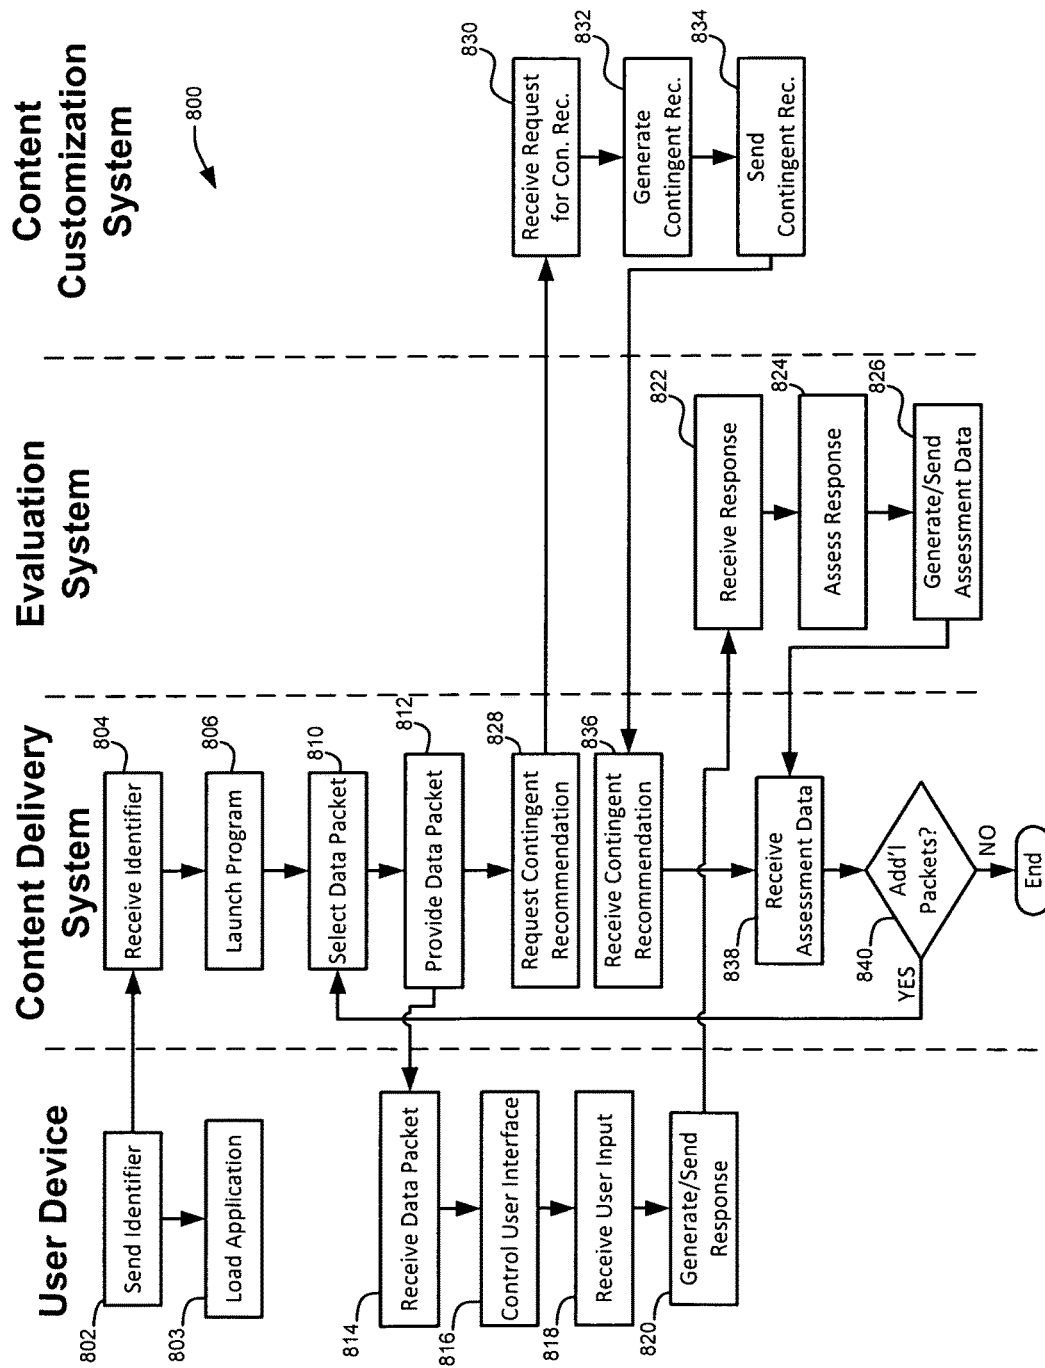 User Device
Content Delivery
System
Evaluation
System
Content
Customization
System
800
802
Send Identifier
803
Load Application
804
Receive Identifier
806
Launch Program
810
Select Data Packet
812
Provide Data Packet
814
Receive Data Packet
816
Control User Interface
818
Receive User Input
820
Generate/Send
Response
822
Receive Response
824
Assess Response
826
Generate/Send
Assessment Data
828
Request Contingent
Recommendation
830
Receive Request
for Con. Rec.
832
Generate
Contingent Rec.
834
Send
Contingent Rec.
836
Receive Contingent
Recommendation
838
Receive
Assessment Data
840
Add'l
Packets?
YES
NO
End